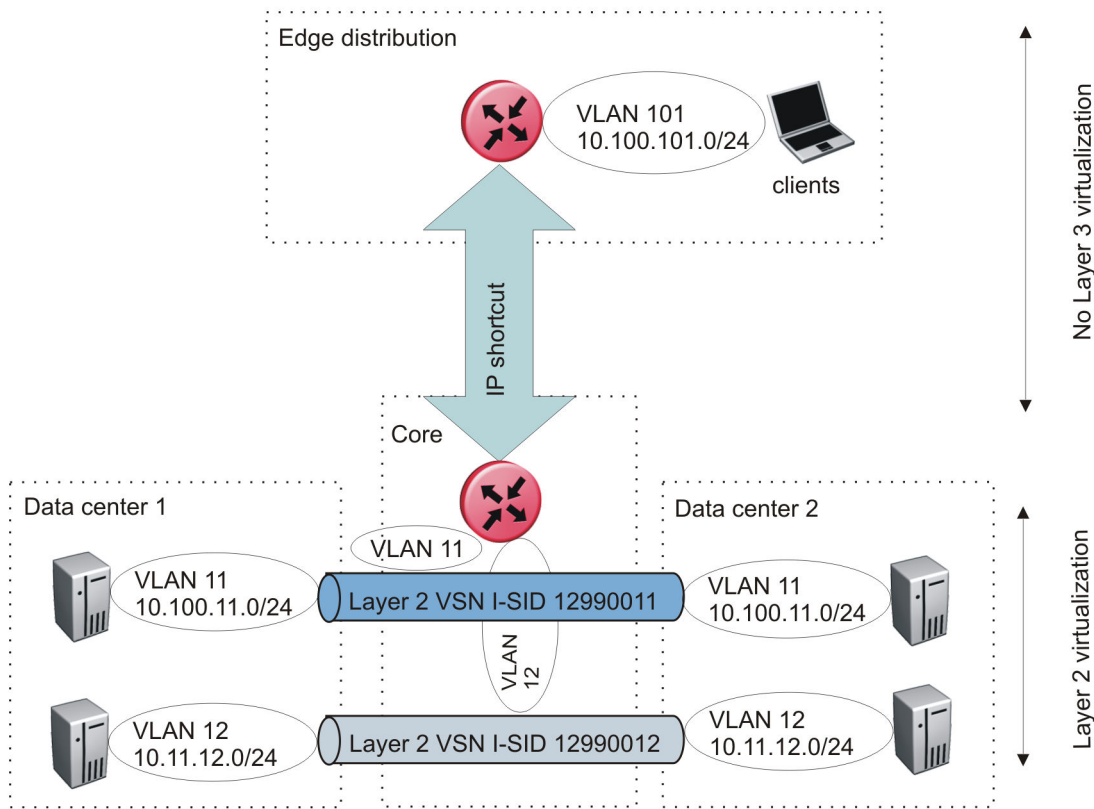 Edge distribution
VLAN 101
10.100.101.0/24
clients
No Layer 3 virtualization
IP shortcut
Core
Data center 1
Data center 2
VLAN 11
VLAN 11
10.100.11.0/24
Layer 2 VSN I-SID 12990011
VLAN 11
10.100.11.0/24
VLAN
12
VLAN 12
10.11.12.0/24
Layer 2 VSN I-SID 12990012
VLAN 12
10.11.12.0/24
Layer 2 virtualization